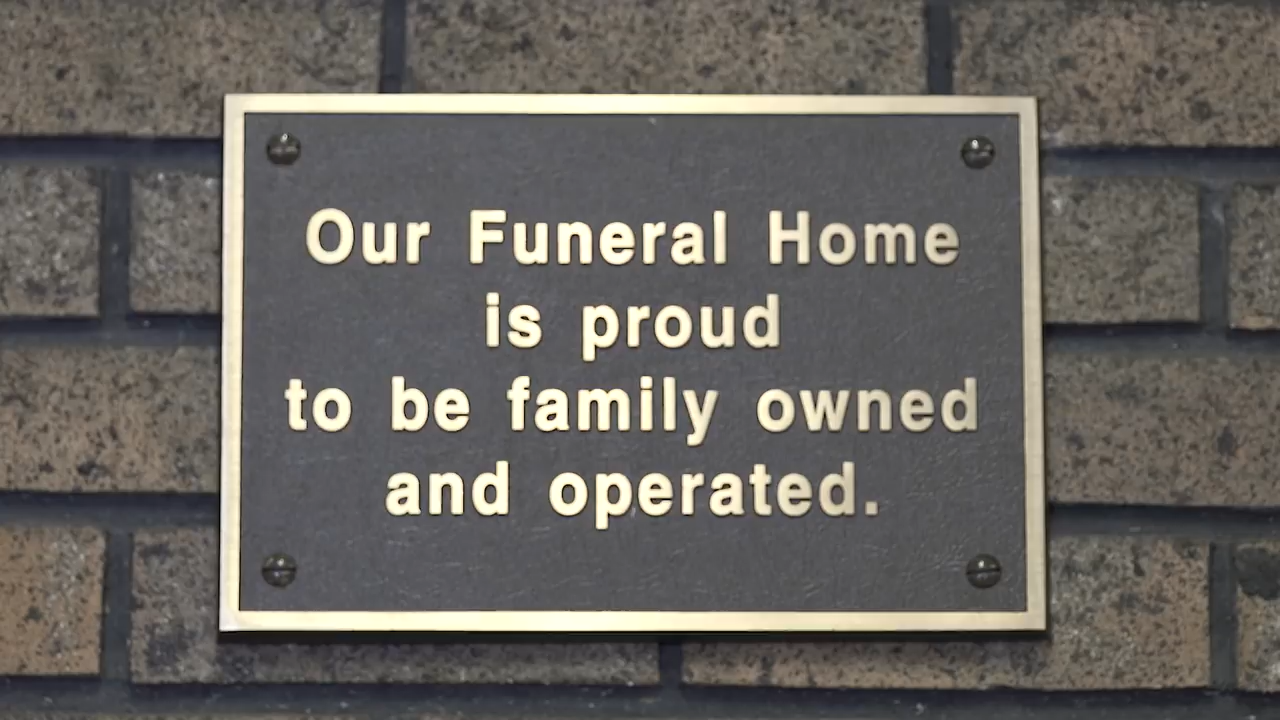 Our Funeral Home
is proud
to be family owned
and operated.